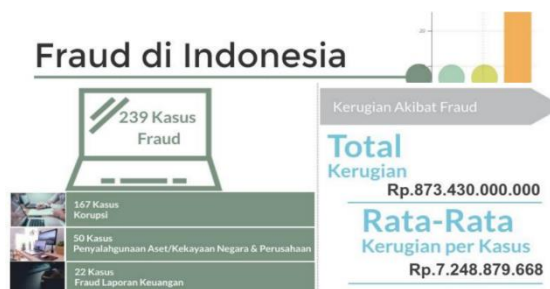 Fraud di Indonesia
20
239 Kasus
Fraud
167 Kasus
Korupsi
50 Kasus
Penyalahgunaan Aset/Kekayaan Negara & Perusahaan
22 Kasus
Fraud Laporan Keuangan
Kerugian Akibat Fraud
Total
Kerugian
Rp.873.430.000.000
Rata-Rata
Kerugian per Kasus
Rp.7.248.879.668